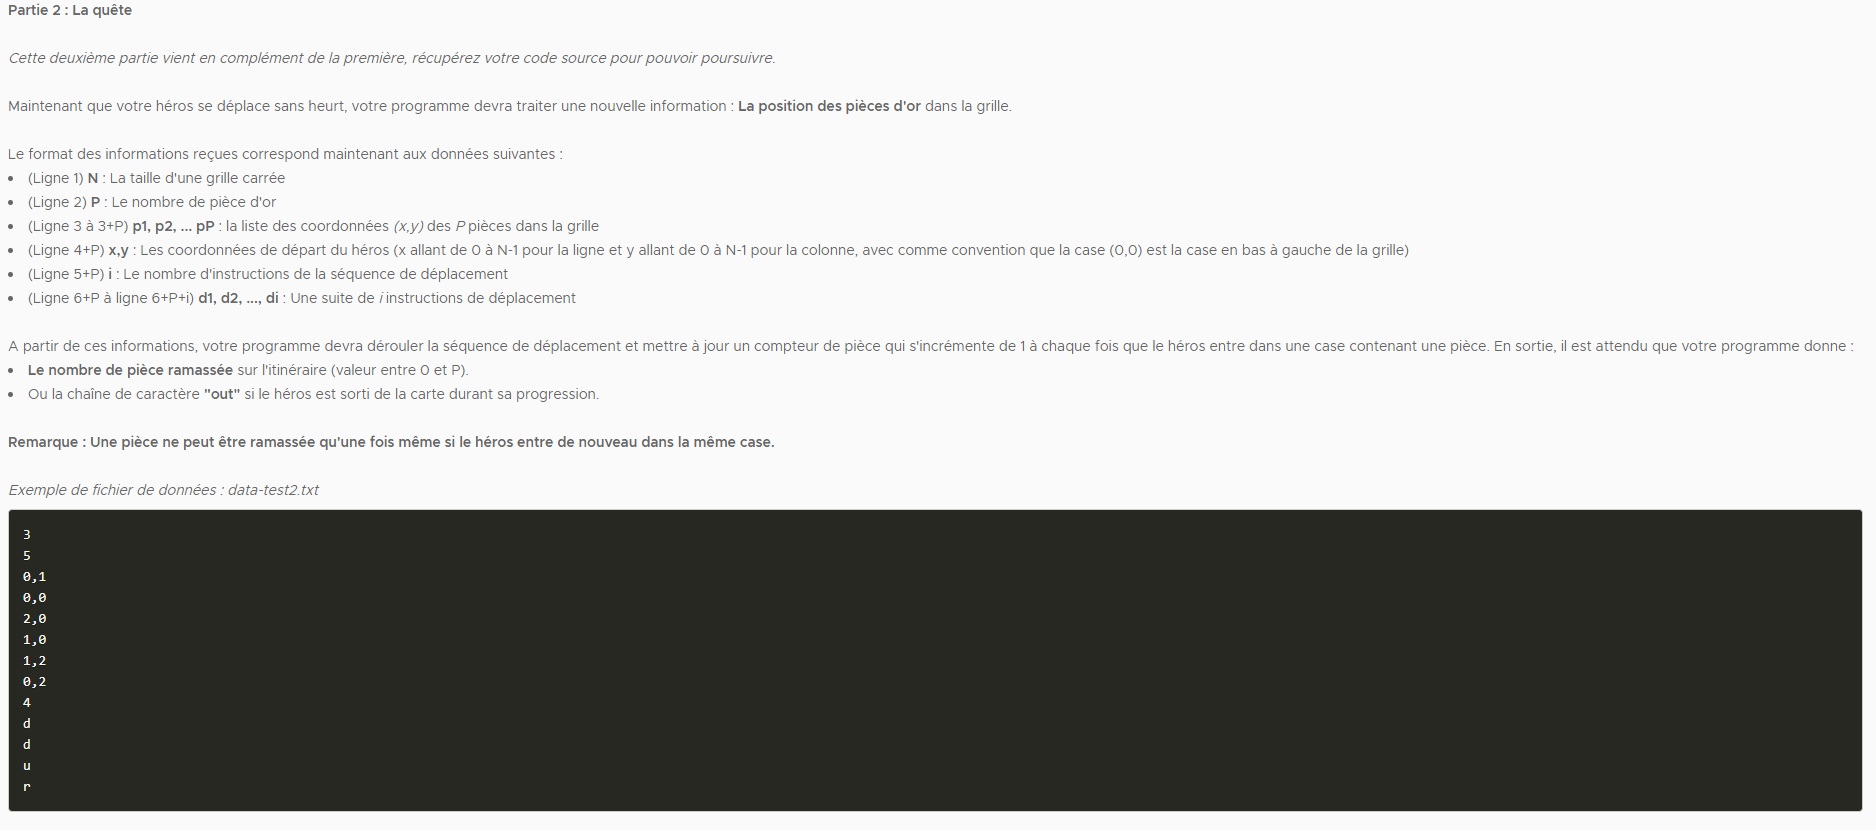 Partie 2 : La quête
Cette deuxième partie vient en complément de la première, récupérez votre code source pour pouvoir poursuivre.
Maintenant que votre héros se déplace sans heurt, votre programme devra traiter une nouvelle information : La position des pièces d'or dans la grille.
Le format des informations reçues correspond maintenant aux données suivantes :
• (Ligne 1) N : La taille d'une grille carrée
• (Ligne 2) P : Le nombre de pièce d'or
• (Ligne 3 à 3+P) p1, p2, ... pP : la liste des coordonnées (x,y) des P pièces dans la grille
• (Ligne 4+P) x,y : Les coordonnées de départ du héros (x allant de 0 à N-1 pour la ligne et y allant de 0 à N-1 pour la colonne, avec comme convention que la case (0,0) est la case en bas à gauche de la grille)
• (Ligne 5+P) i : Le nombre d'instructions de la séquence de déplacement
• (Ligne 6+P à ligne 6+P+i) d1, d2, ..., di : Une suite de i instructions de déplacement
A partir de ces informations, votre programme devra dérouler la séquence de déplacement et mettre à jour un compteur de pièce qui s'incrémente de 1 à chaque fois que le héros entre dans une case contenant une pièce. En sortie, il est attendu que votre programme donne :
• Le nombre de pièce ramassée sur l'itinéraire (valeur entre 0 et P).
• Ou la chaîne de caractère "out" si le héros est sorti de la carte durant sa progression.
Remarque : Une pièce ne peut être ramassée qu'une fois même si le héros entre de nouveau dans la même case.
Exemple de fichier de données : data-test2.txt
3
5
0,1
0,0
2,0
1,0
1,2
0,2
4
d
d
u
r